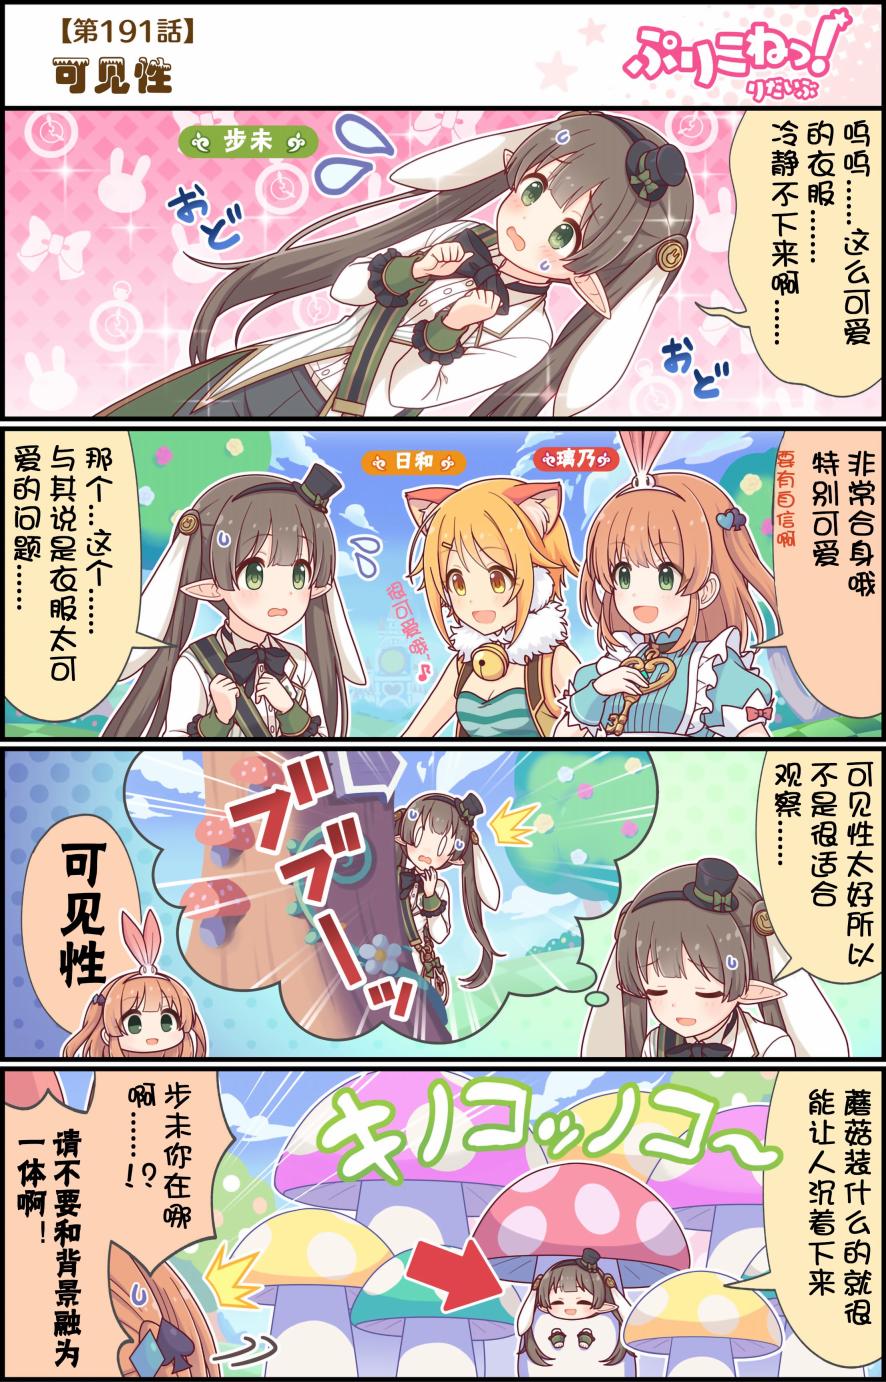 【第191話】
可见性
ぷりこねっ!
りだいぶ
步未
呜呜……这么可爱
的衣服………
冷静不下来啊……
おど
おど
日和
璃乃
非常合身哦
特别可爱
要有自信啊
很可爱哦~♪
那个…这个……
与其说是衣服太可
爱的问题……
可见性太好所以
不是很适合
观察……
ブブーーッ
可见性
蘑菇装什么的就很
能让人沉着下来
キノコッノコ~
步未你在哪
啊………!?
请不要和背景融为
一体啊!